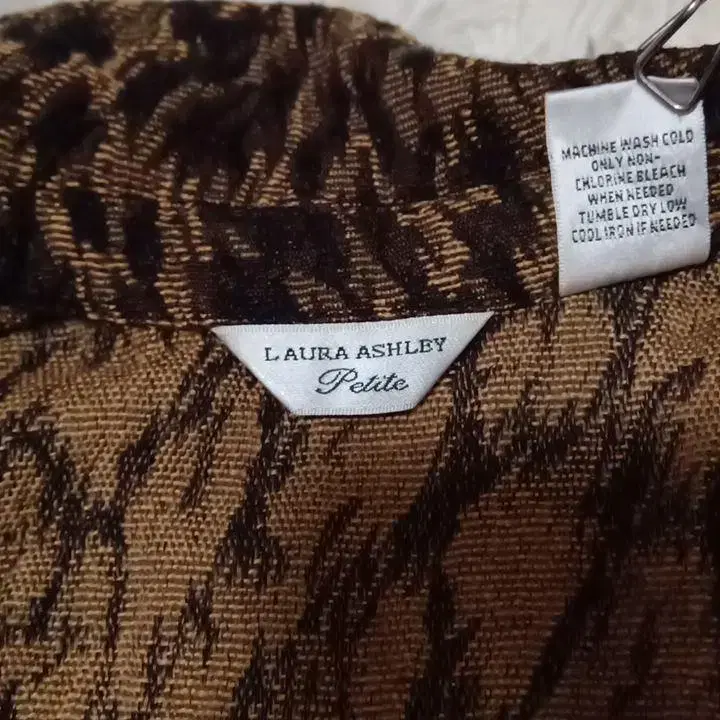 MACHINE WASH COLD
ONLY NON-
CHLORINE BLEACH
WHEN NEEDED
TUMBLE DRY LOW
COOL IRON IF NEEDED
LAURA ASHLEY
Petite